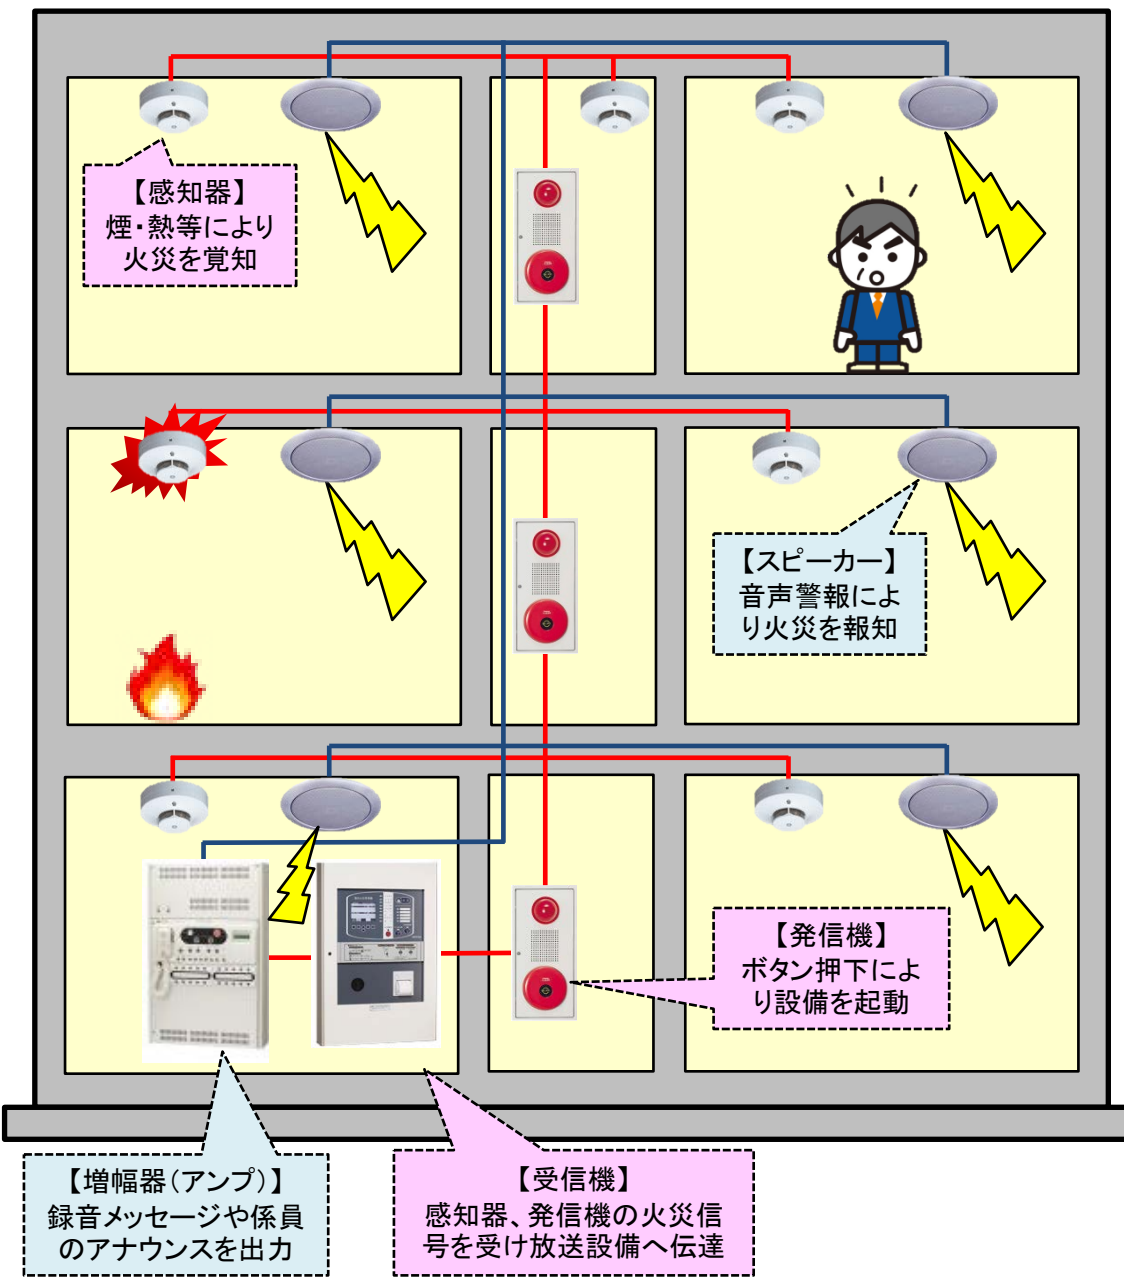 【感知器】
煙・熱等により
火災を覚知
【スピーカー】
音声警報によ
り火災を報知
【発信機】
ボタン押下によ
り設備を起動
【増幅器（アンプ）】
録音メッセージや係員
のアナウンスを出力
【受信機】
感知器、発信機の火災信
号を受け放送設備へ伝達